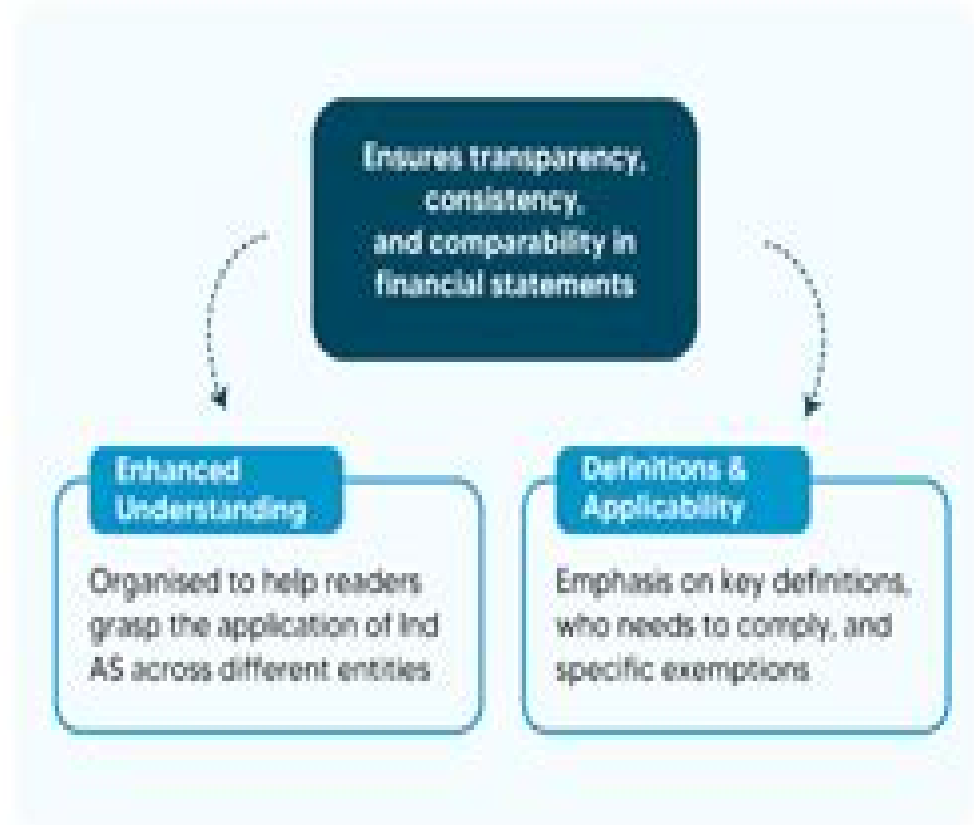 Ensures transparency,
consistency,
and comparability in
financial statements
Enhanced
Understanding
Organised to help readers
grasp the application of Ind
AS across different entities
Definitions &
Applicability
Emphasis on key definitions,
who needs to comply, and
specific exemptions